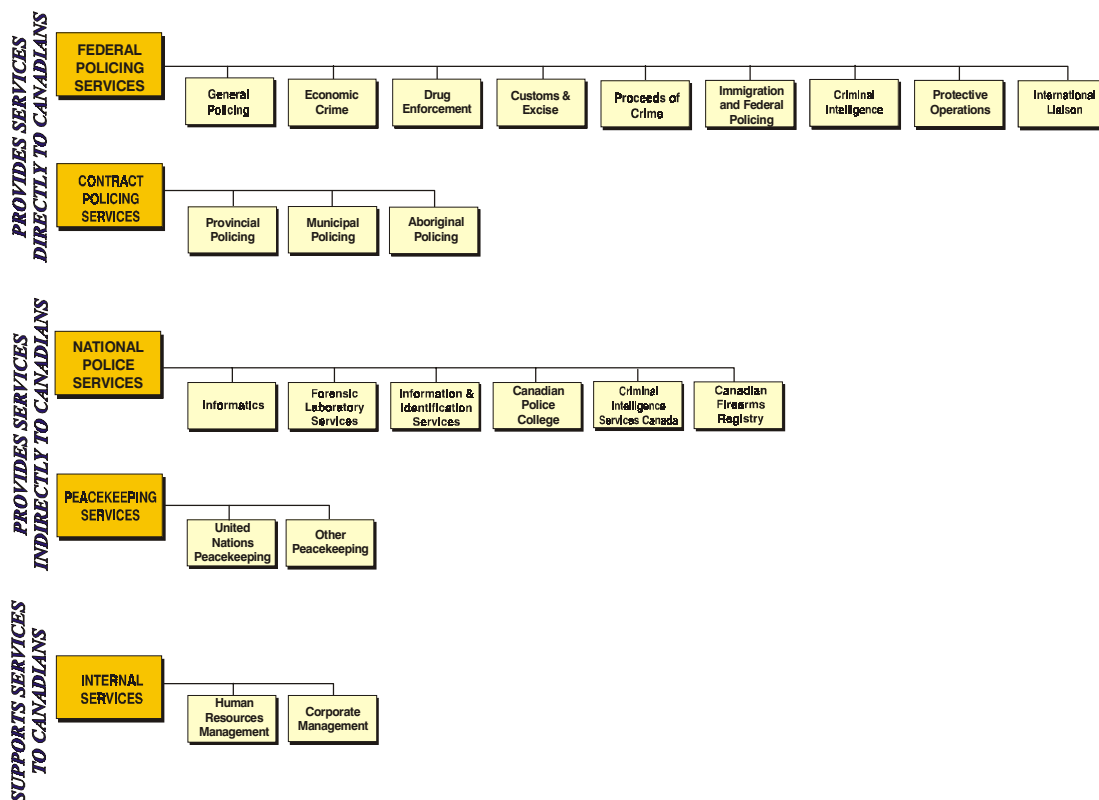 PROVIDES SERVICES
DIRECTLY TO CANADIANS
FEDERAL
POLICING
SERVICES
General
Policing
Economic
Crime
Drug
Enforcement
Customs &
Excise
Proceeds of
Crime
Immigration
and Federal
Policing
Criminal
Intelligence
Protective
Operations
International
Liaison
CONTRACT
POLICING
SERVICES
Provincial
Policing
Municipal
Policing
Aboriginal
Policing
PROVIDES SERVICES
INDIRECTLY TO CANADIANS
NATIONAL
POLICE
SERVICES
Informatics
Forensic
Laboratory
Services
Information &
Identification
Services
Canadian
Police
College
Criminal
Intelligence
Services Canada
Canadian
Firearms
Registry
PEACEKEEPING
SERVICES
United
Nations
Peacekeeping
Other
Peacekeeping
SUPPORTS SERVICES
TO CANADIANS
INTERNAL
SERVICES
Human
Resources
Management
Corporate
Management